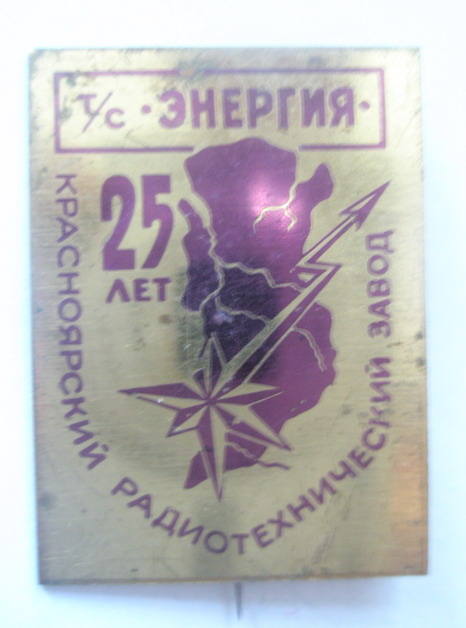 Т/С · ЭНЕРГИЯ ·
25
ЛЕТ
КРАСНОЯРСКИЙ РАДИОТЕХНИЧЕСКИЙ ЗАВОД